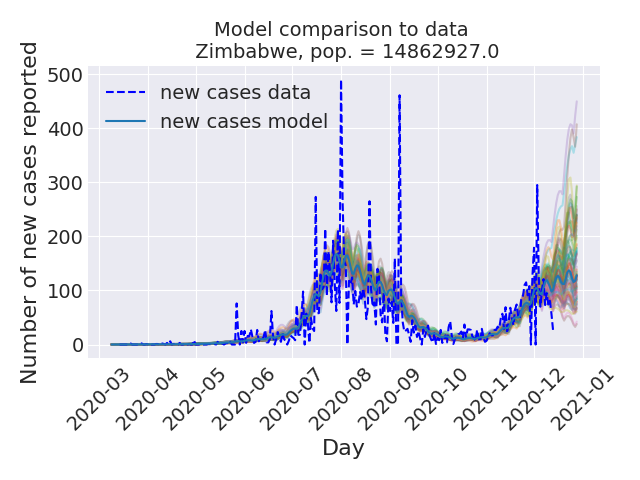 Model comparison to data
Zimbabwe, pop. = 14862927.0
Number of new cases reported
500
400
300
200
100
0
new cases data
new cases model
2020-03
2020-04
2020-05
2020-06
2020-07
2020-08
2020-09
2020-10
2020-11
2020-12
2021-01
Day